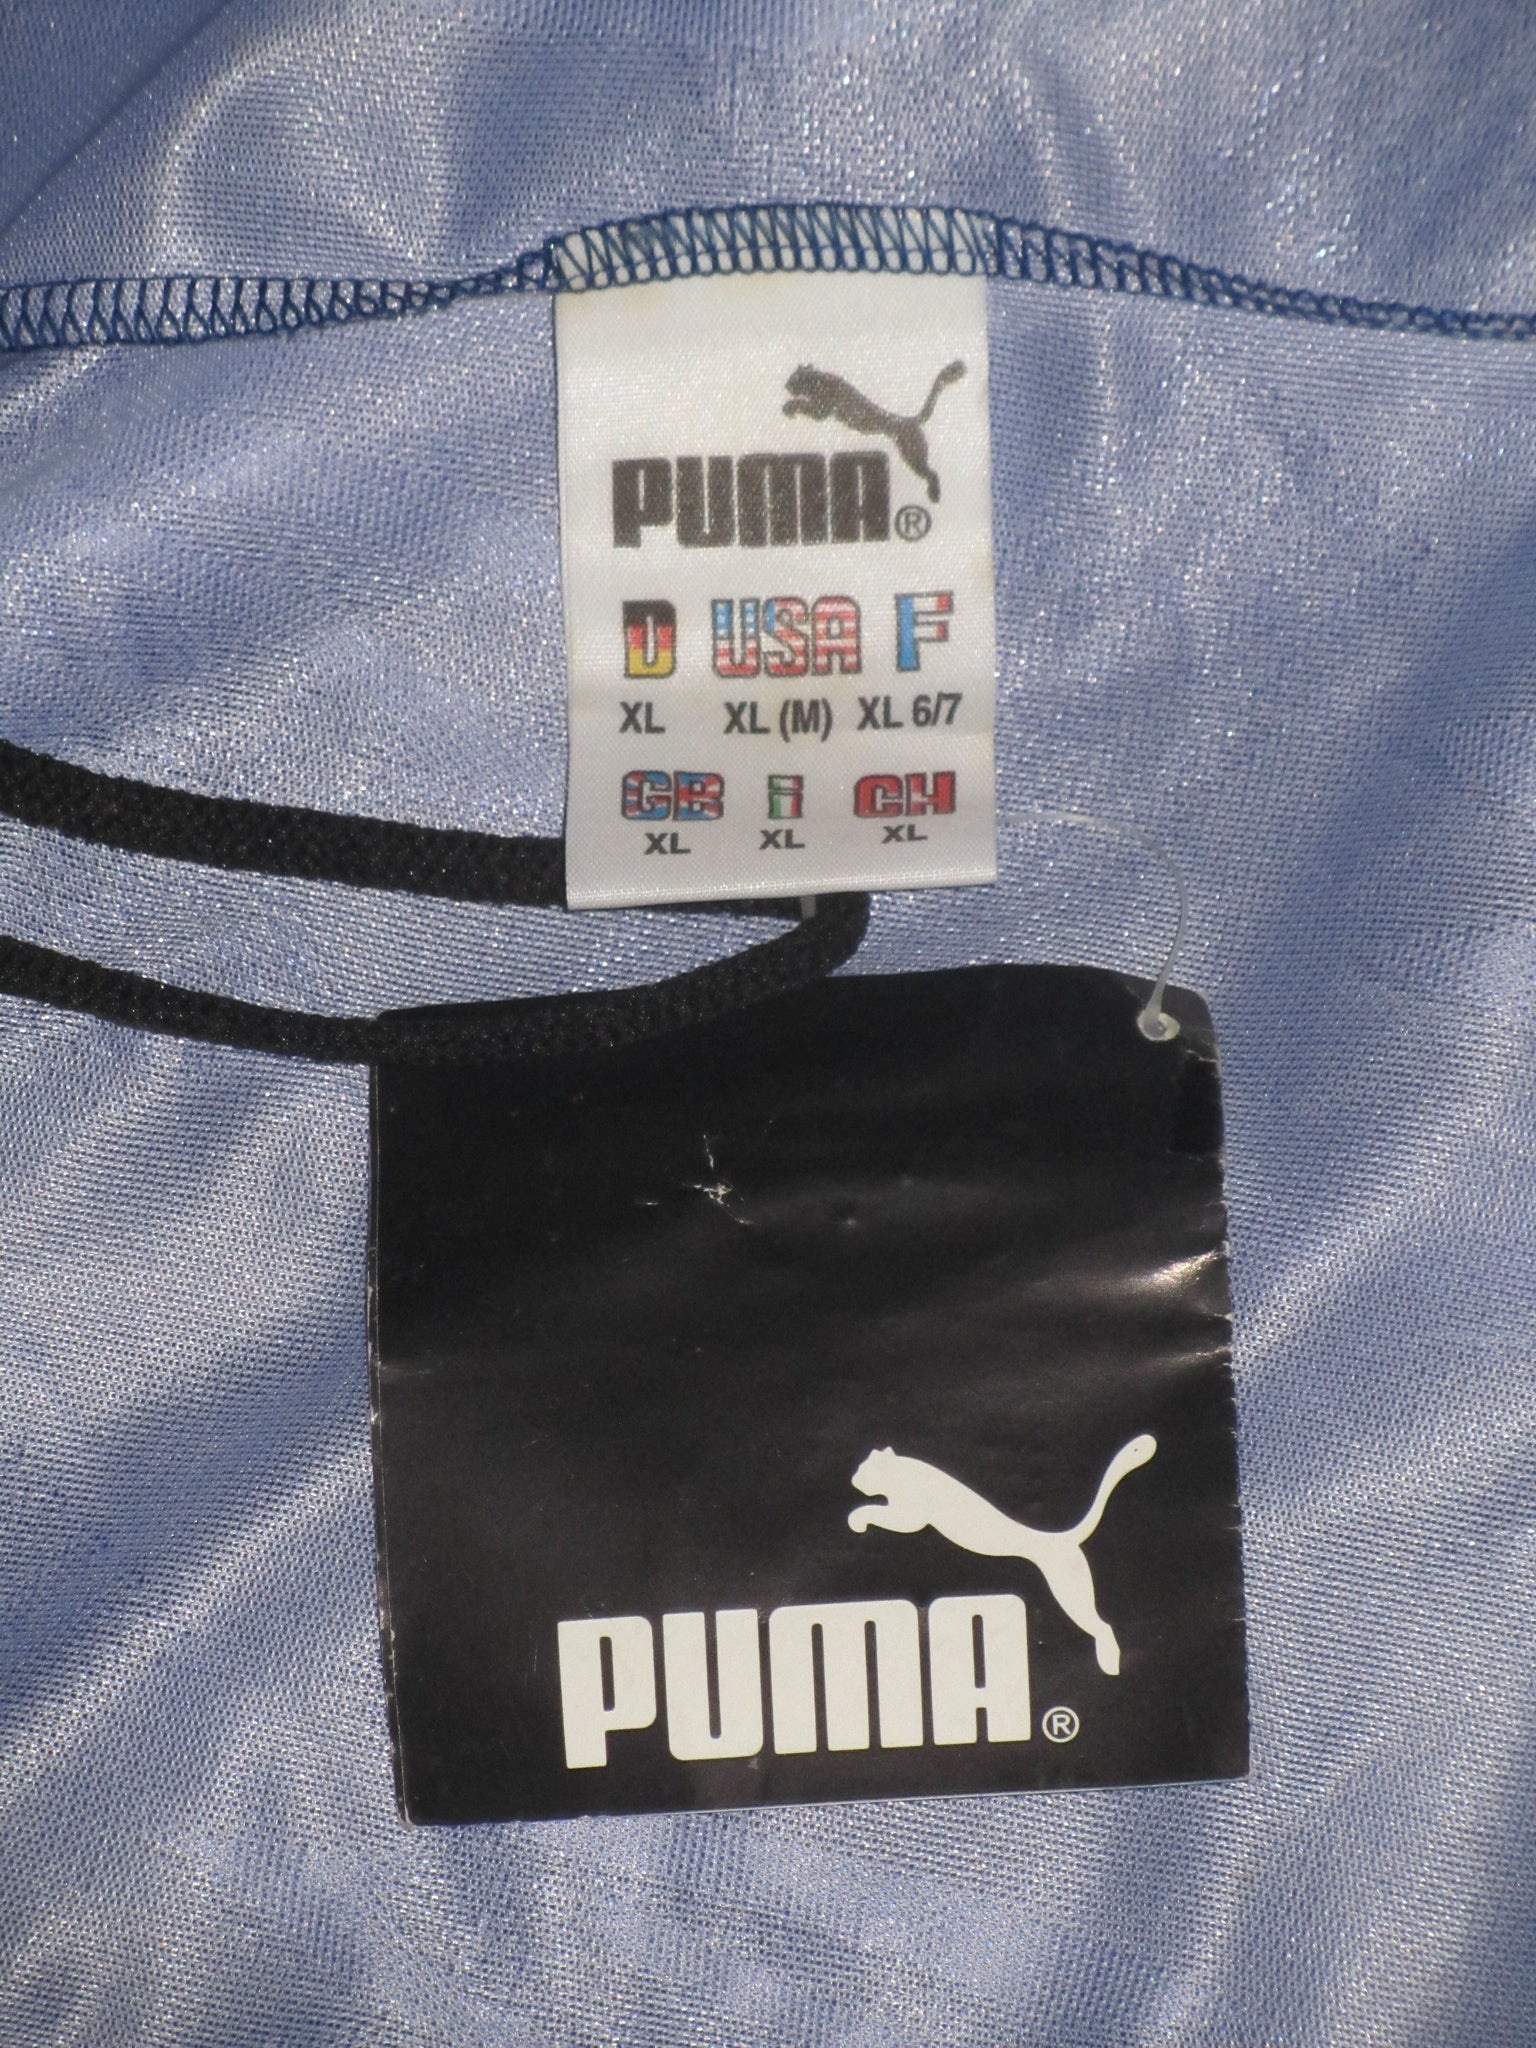 PUMA®
D USA F
XL XL (M) XL 6/7
GB I CH
XL XL XL
PUMA®